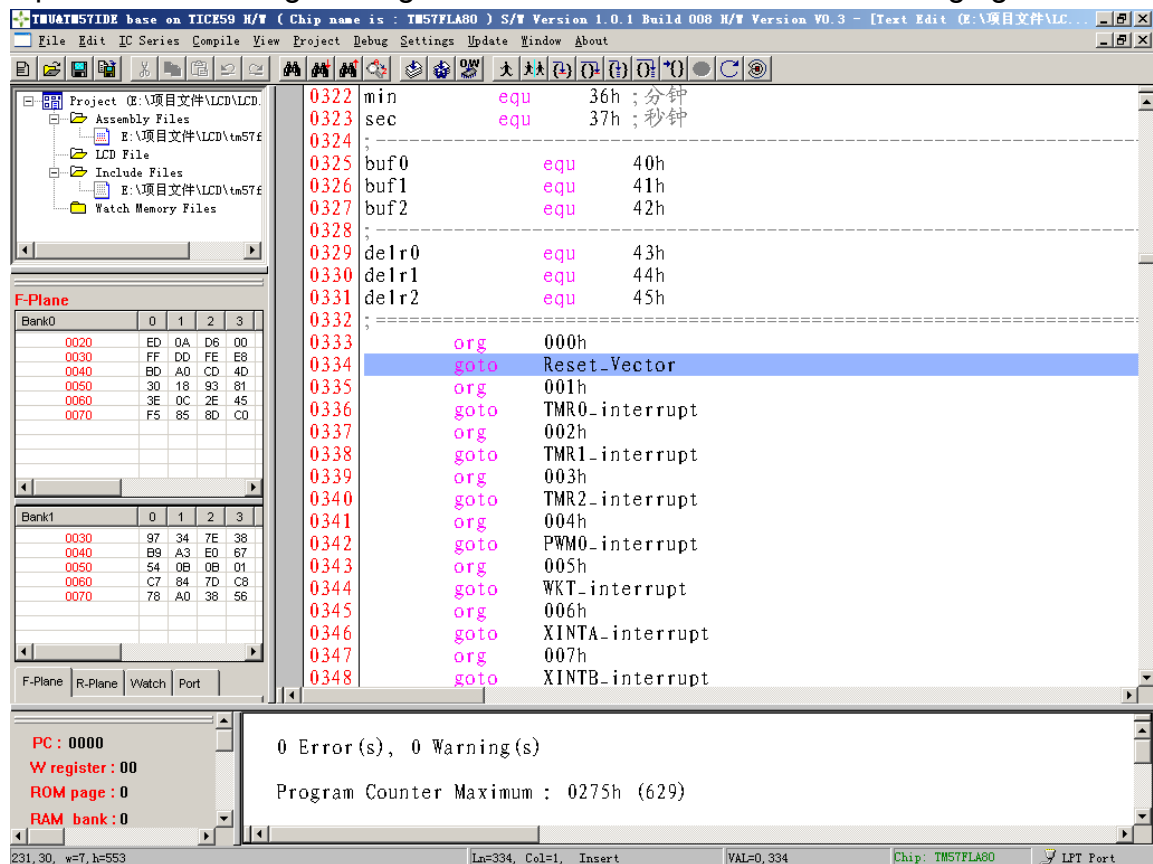 TMU&TM57IDE base on TICE59 H/W ( Chip name is : TM57FLA80 ) S/W Version 1.0.1 Build 008 H/W Version V0.3 - [Text Edit (E:\项目文件\LC...
File Edit IC Series Compile View Project Debug Settings Update Window About
Project (E:\项目文件\LCD\LCD.
Assembly Files
E:\项目文件\LCD\tm57f
LCD File
Include Files
E:\项目文件\LCD\tm57f
Watch Memory Files
F-Plane
Bank0 0 1 2 3
0020 ED 0A D6 00
0030 FF DD FE E8
0040 BD A0 CD 4D
0050 30 18 93 81
0060 3E 0C 2E 45
0070 F5 85 8D C0
Bank1 0 1 2 3
0030 97 34 7E 38
0040 B9 A3 E0 67
0050 54 0B 0B 01
0060 C7 84 7D C8
0070 78 A0 38 56
F-Plane R-Plane Watch Port
0322 min equ 36h ;分钟
0323 sec equ 37h ;秒钟
0324 ;------------------------------------------------------------
0325 buf0 equ 40h
0326 buf1 equ 41h
0327 buf2 equ 42h
0328 ;------------------------------------------------------------
0329 delr0 equ 43h
0330 delr1 equ 44h
0331 delr2 equ 45h
0332 ;============================================================
0333 org 000h
0334 goto Reset_Vector
0335 org 001h
0336 goto TMR0_interrupt
0337 org 002h
0338 goto TMR1_interrupt
0339 org 003h
0340 goto TMR2_interrupt
0341 org 004h
0342 goto PWM0_interrupt
0343 org 005h
0344 goto WKT_interrupt
0345 org 006h
0346 goto XINTA_interrupt
0347 org 007h
0348 goto XINTB_interrupt
PC : 0000
W register : 00
ROM page : 0
RAM bank : 0
0 Error(s), 0 Warning(s)
Program Counter Maximum : 0275h (629)
231,30, w=7,h=553 Ln=334, Col=1, Insert VAL=0,334 Chip: TM57FLA80 LPT Port